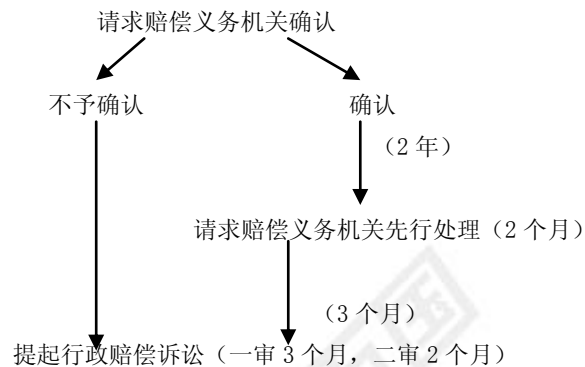 请求赔偿义务机关确认
不予确认 确认
（2 年）
请求赔偿义务机关先行处理（2 个月）
（3 个月）
提起行政赔偿诉讼（一审 3 个月，二审 2 个月）